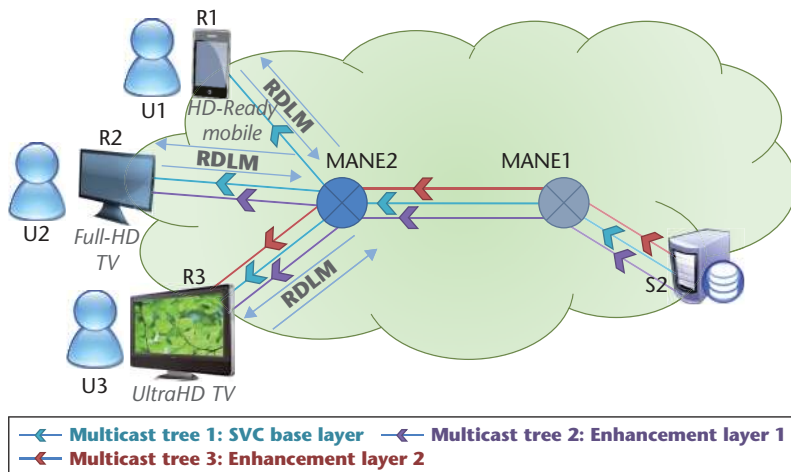 R1
U1
HD-Ready
mobile
RDLM
R2
RDLM
MANE2
MANE1
U2
Full-HD
TV
R3
RDLM
S2
U3
UltraHD TV
Multicast tree 1: SVC base layer
Multicast tree 2: Enhancement layer 1
Multicast tree 3: Enhancement layer 2